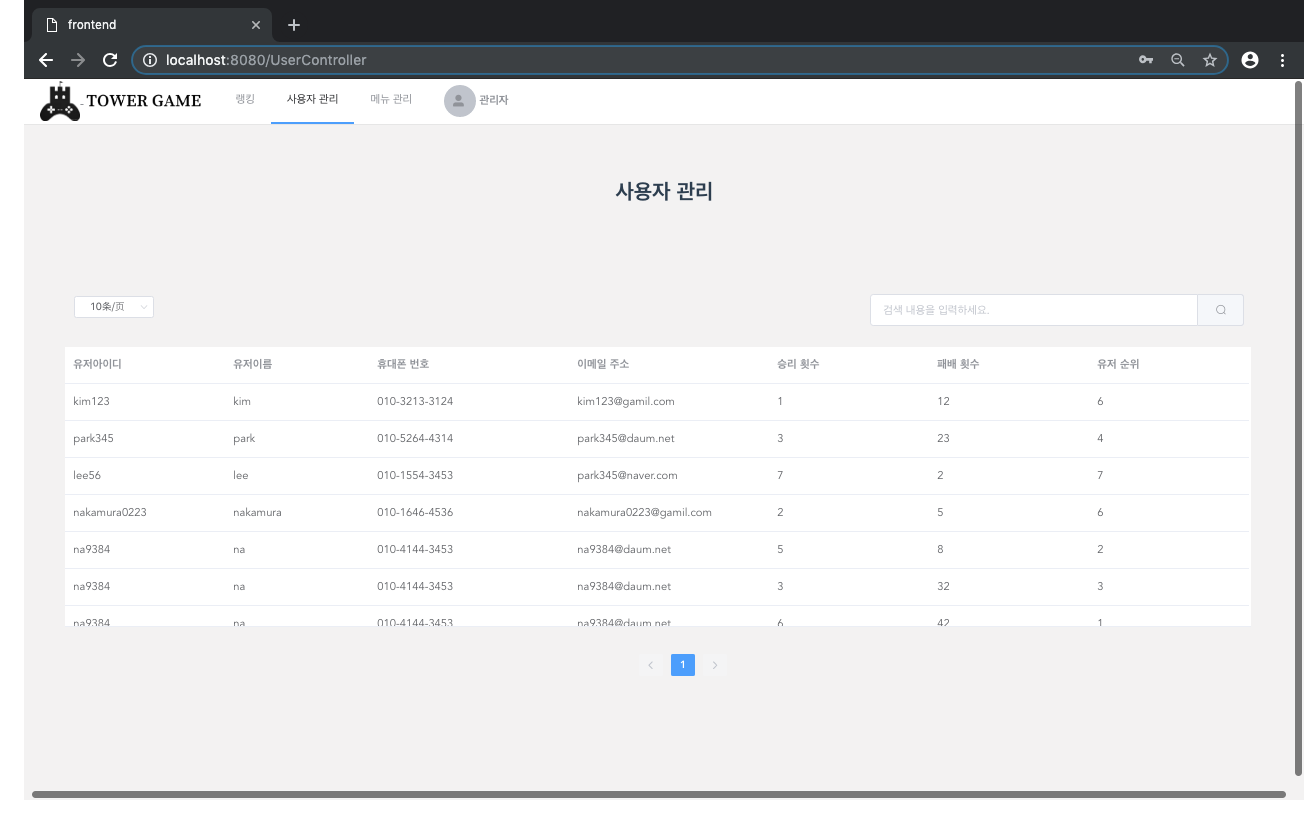 frontend
localhost:8080/UserController
TOWER GAME 랭킹 사용자 관리 메뉴 관리 관리자
사용자 관리
10条/页 검색 내용을 입력하세요.
유저아이디 유저이름 휴대폰 번호 이메일 주소 승리 횟수 패배 횟수 유저 순위
kim123 kim 010-3213-3124 kim123@gamil.com 1 12 6
park345 park 010-5264-4314 park345@daum.net 3 23 4
lee56 lee 010-1554-3453 park345@naver.com 7 2 7
nakamura0223 nakamura 010-1646-4536 nakamura0223@gamil.com 2 5 6
na9384 na 010-4144-3453 na9384@daum.net 5 8 2
na9384 na 010-4144-3453 na9384@daum.net 3 32 3
na9384 na 010-4144-3453 na9384@daum.net 6 42 1
1